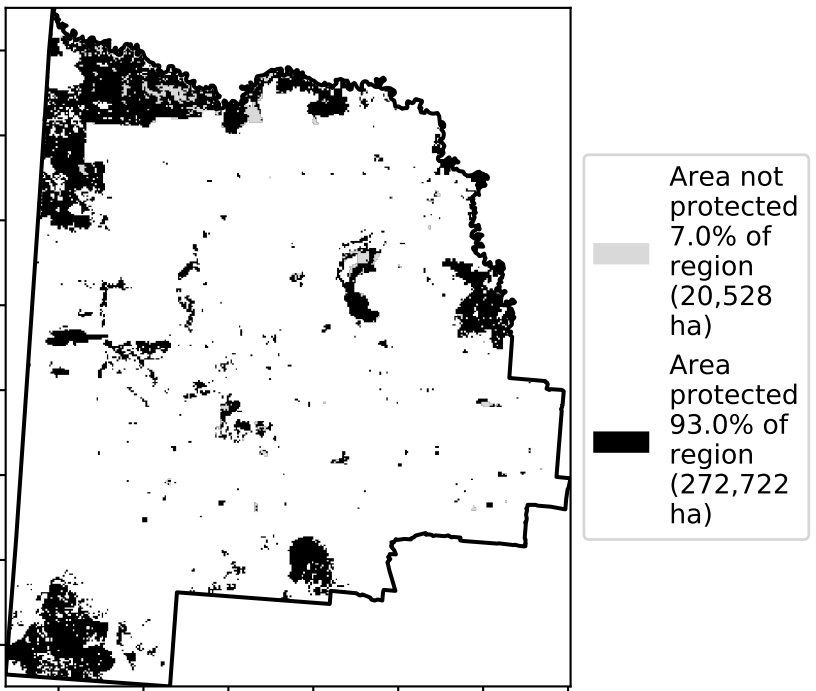 Area not
protected
7.0% of
region
(20,528
ha)
Area
protected
93.0% of
region
(272,722
ha)